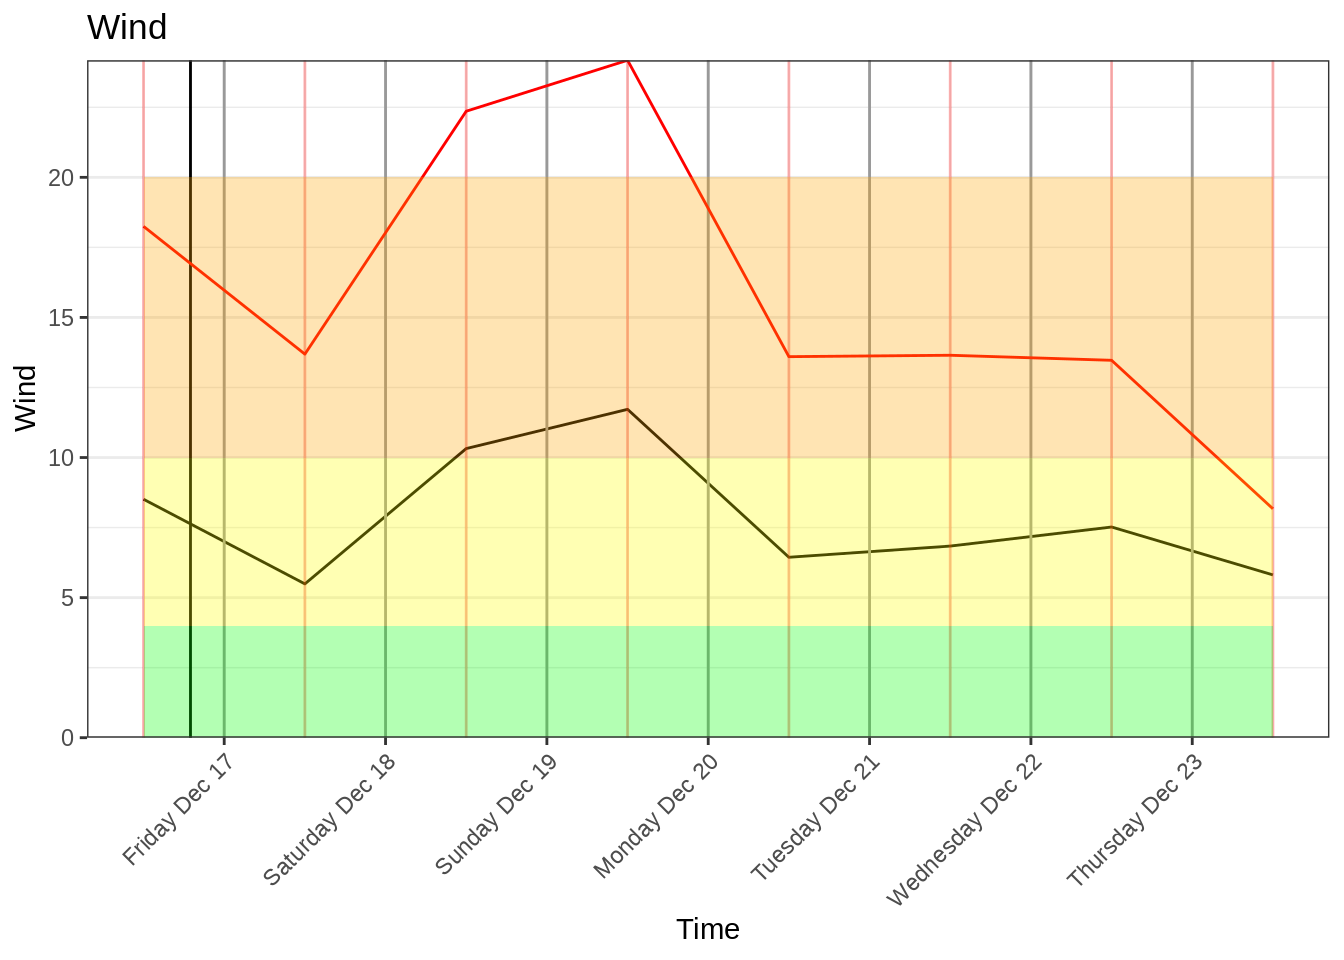 Wind
Wind
20
15
10
5
0
Friday Dec 17
Saturday Dec 18
Sunday Dec 19
Monday Dec 20
Tuesday Dec 21
Wednesday Dec 22
Thursday Dec 23
Time